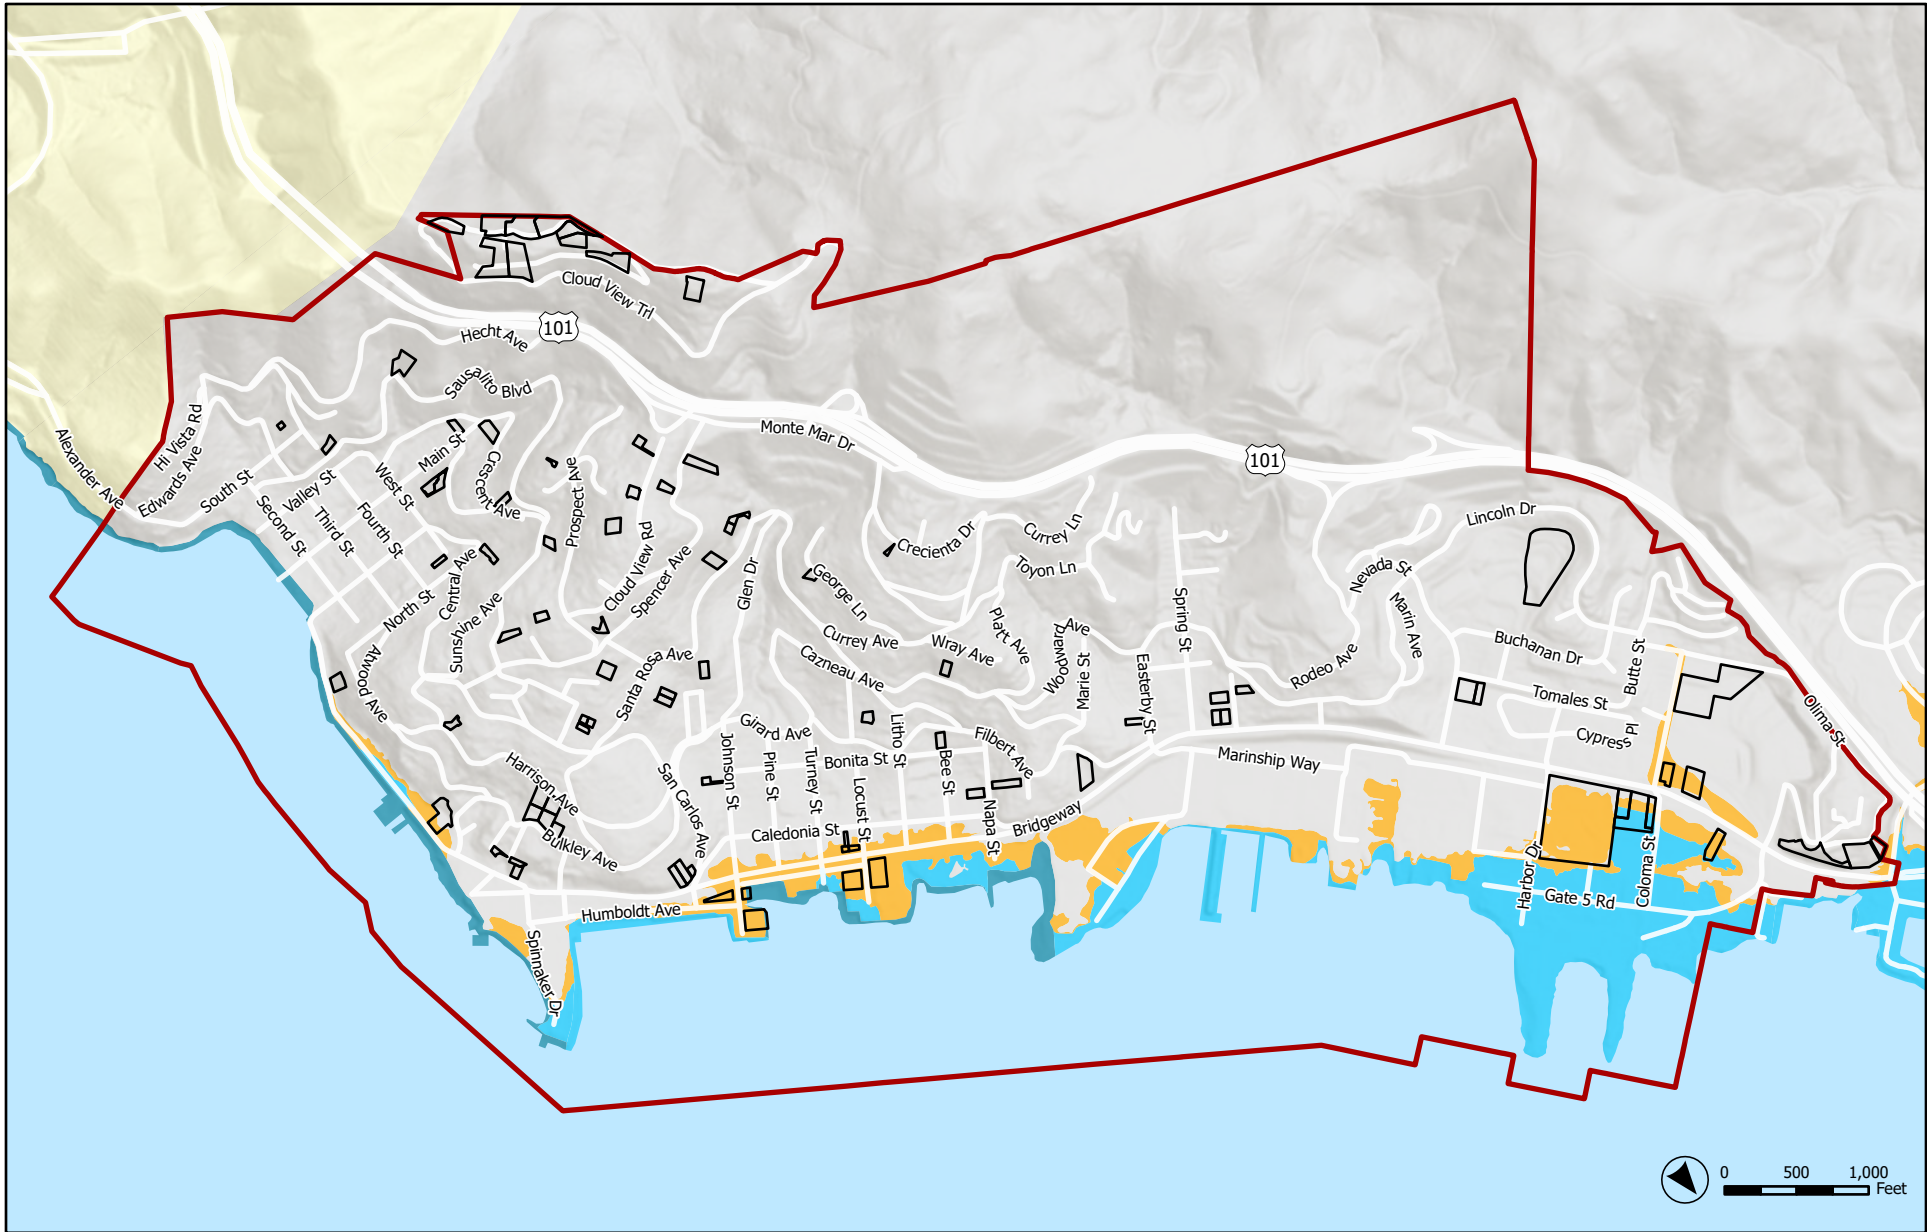 Cloud View Trl
Hecht Ave
101
Sausalito Blvd
Hi Vista Rd
Edwards Ave
Alexander Ave
South St
Valley St
Second St
Third St
Fourth St
West St
Main St
Crescent Ave
Prospect Ave
Monte Mar Dr
101
Cloud View Rd
Spencer Ave
Glen Dr
George Ln
Crecienta Dr
Currey Ln
Toyon Ln
Lincoln Dr
Nevada St
Marin Ave
North St
Central Ave
Sunshine Ave
Atwood Ave
Santa Rosa Ave
Currey Ave
Cazneau Ave
Wray Ave
Platt Ave
Woodward Ave
Marie St
Easterby St
Spring St
Rodeo Ave
Buchanan Dr
Butte St
Tomales St
Cypress Pl
Olima St
Harrison Ave
Bulkley Ave
San Carlos Ave
Girard Ave
Johnson St
Pine St
Turney St
Bonita St
Locust St
Litho St
Bee St
Filbert Ave
Napa St
Caledonia St
Bridgeway
Marinship Way
Harbor Dr
Gate 5 Rd
Coloma St
Humboldt Ave
Spinnaker Dr
0 500 1,000
Feet